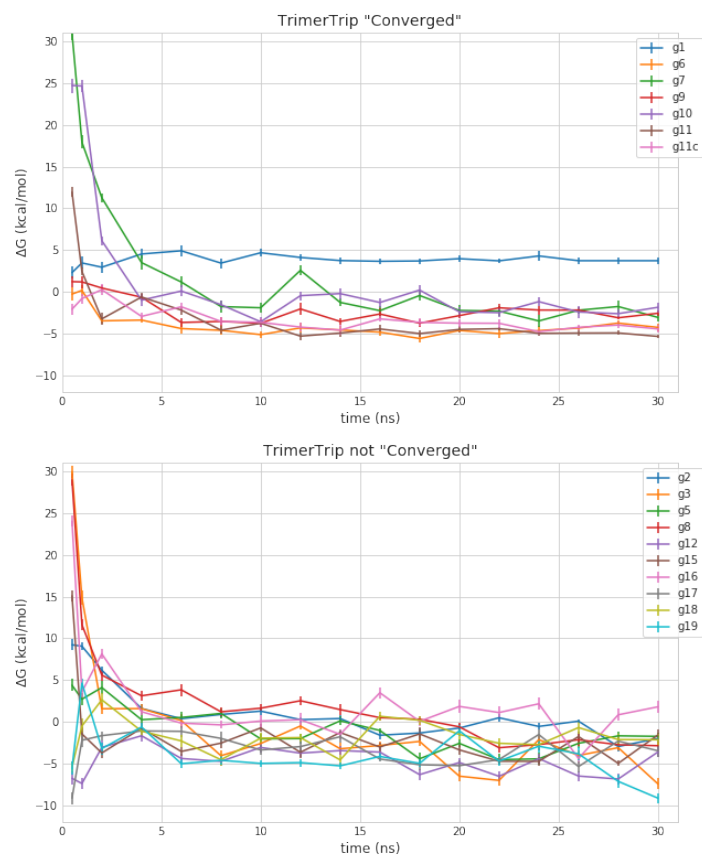 TrimerTrip "Converged"
30
25
20
15
10
5
0
−5
−10
ΔG (kcal/mol)
g1
g6
g7
g9
g10
g11
g11c
0 5 10 15 20 25 30
time (ns)
TrimerTrip not "Converged"
30
25
20
15
10
5
0
−5
−10
ΔG (kcal/mol)
g2
g3
g5
g8
g12
g15
g16
g17
g18
g19
0 5 10 15 20 25 30
time (ns)